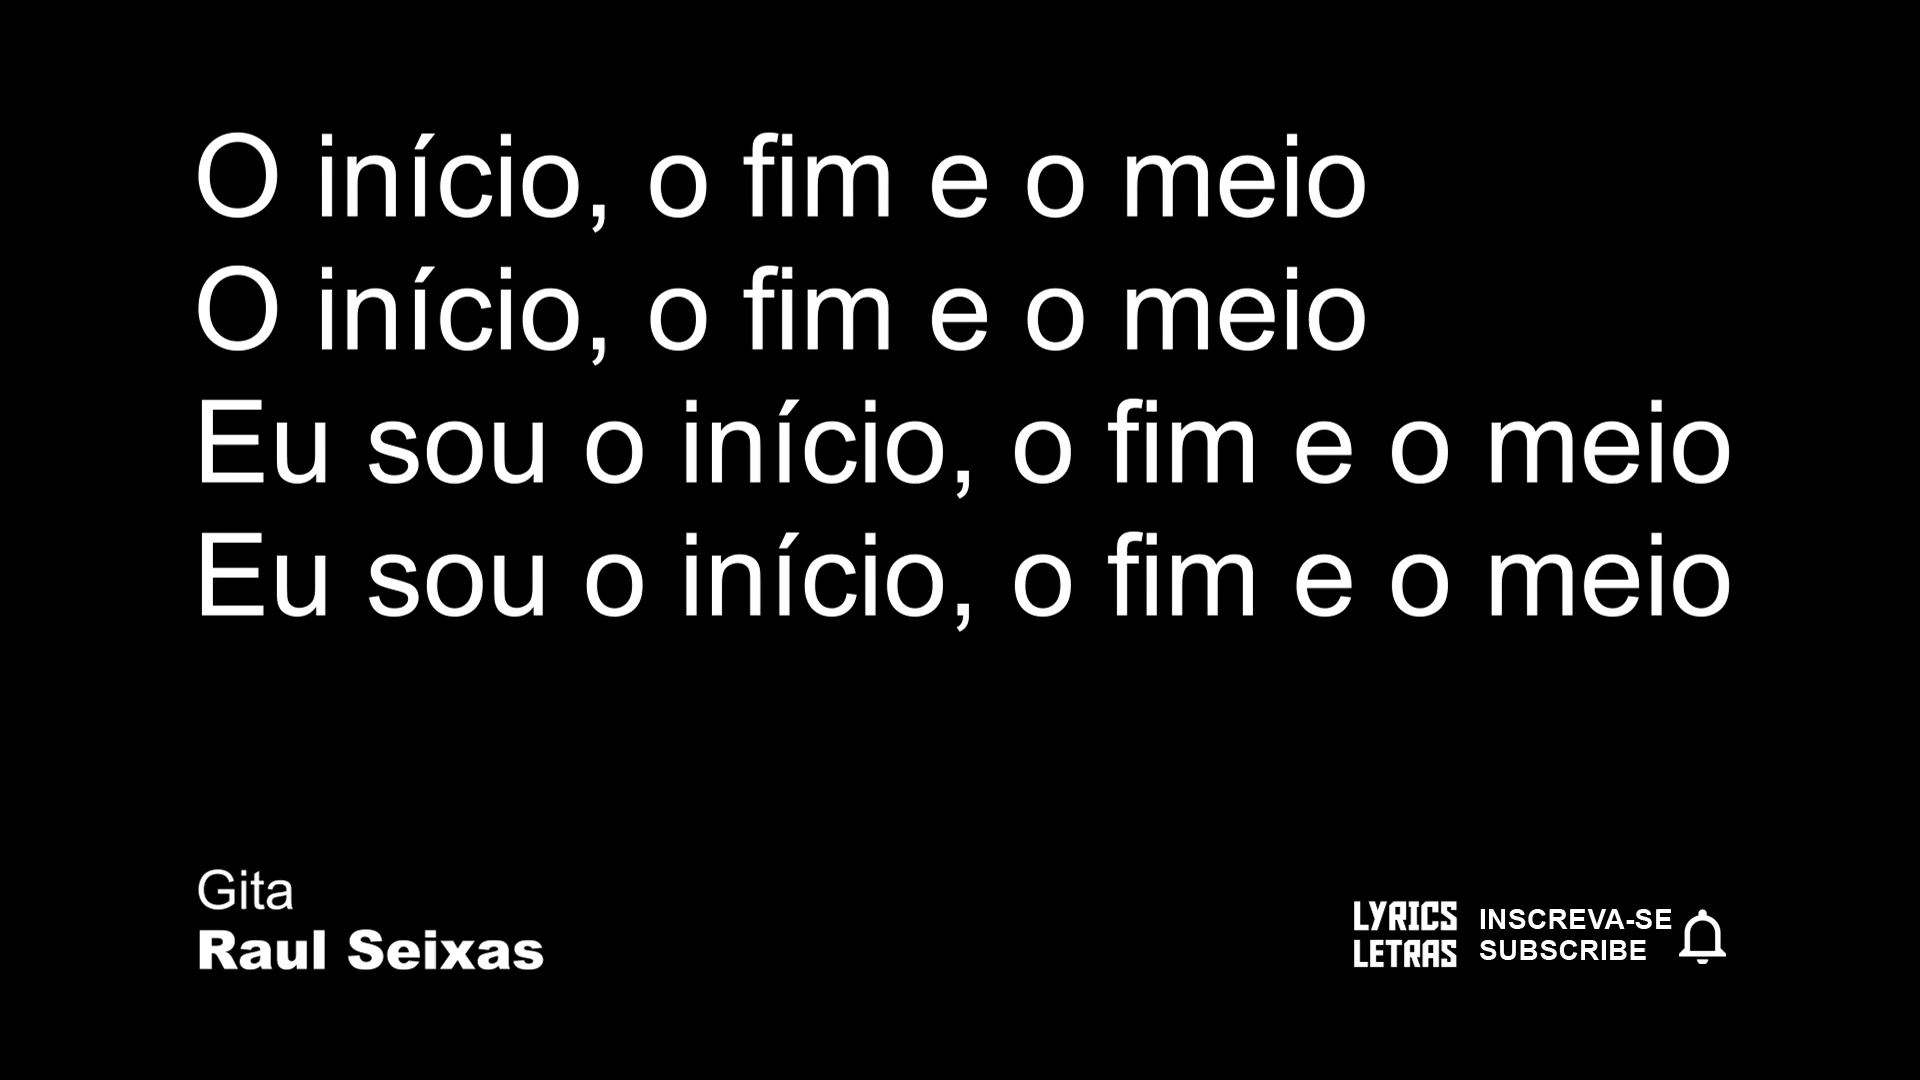 O início, o fim e o meio
O início, o fim e o meio
Eu sou o início, o fim e o meio
Eu sou o início, o fim e o meio
Gita
Raul Seixas
LYRICS
LETRAS
INSCREVA-SE
SUBSCRIBE